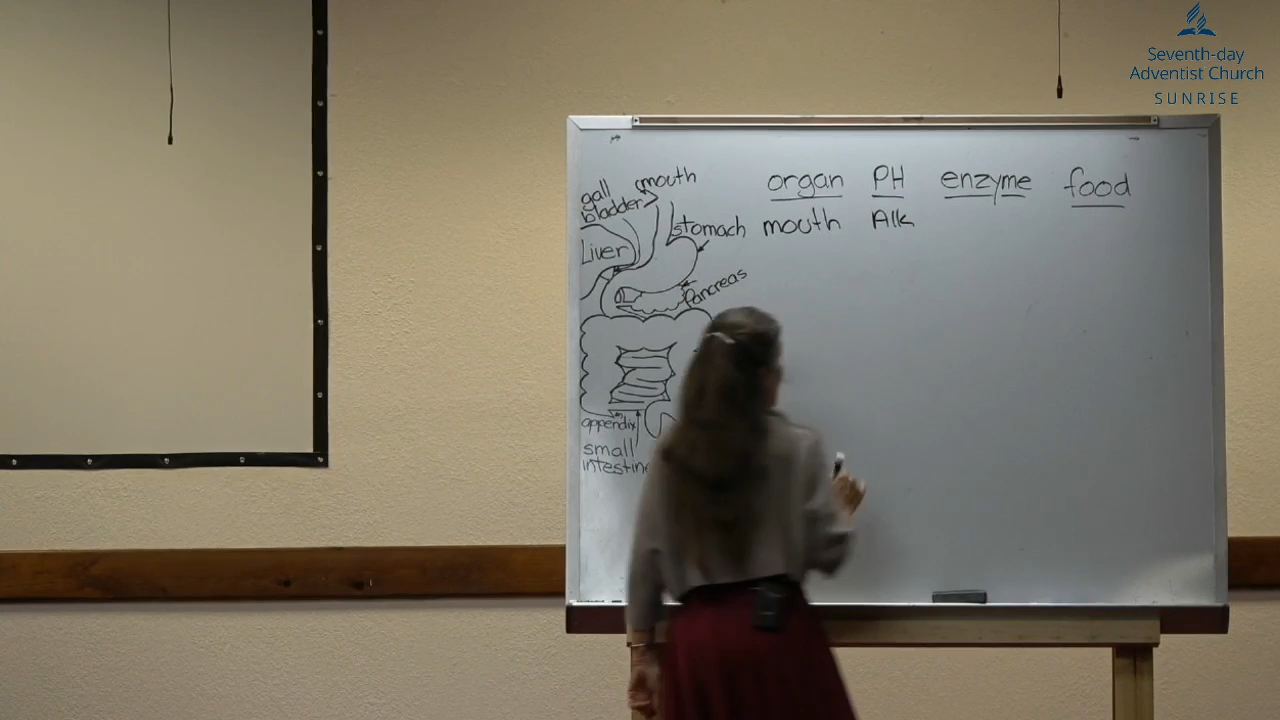 Seventh-day
Adventist Church
SUNRISE
organ PH enzyme food
mouth Alk
mouth
gall
bladder
stomach
Liver
Pancreas
appendix
small
intestine